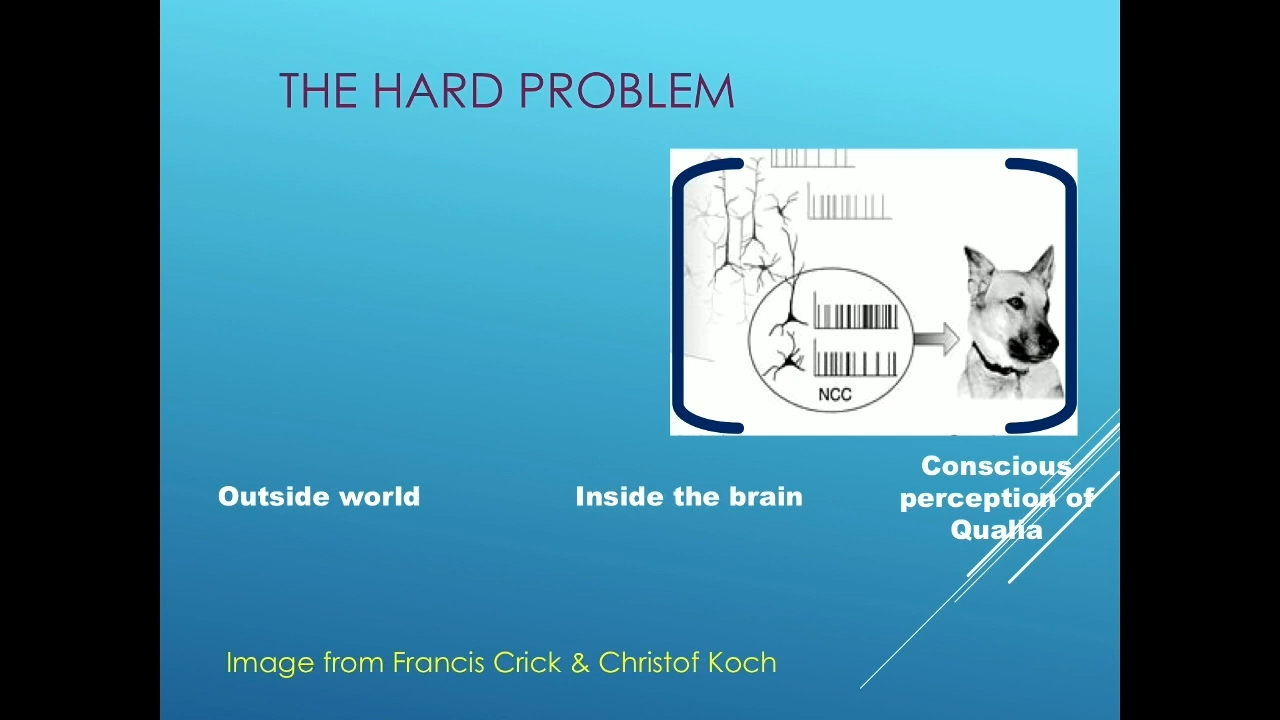 THE HARD PROBLEM
NCC
Outside world
Inside the brain
Conscious
perception of
Qualia
Image from Francis Crick & Christof Koch